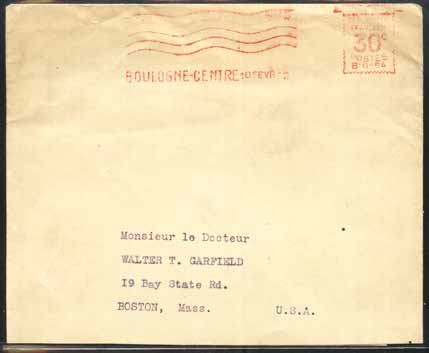 30c
POSTES
BOULOGNE-CENTRE
Monsieur le Docteur
WALTER T. GARFIELD
19 Bay State Rd.
BOSTON, Mass. U.S.A.